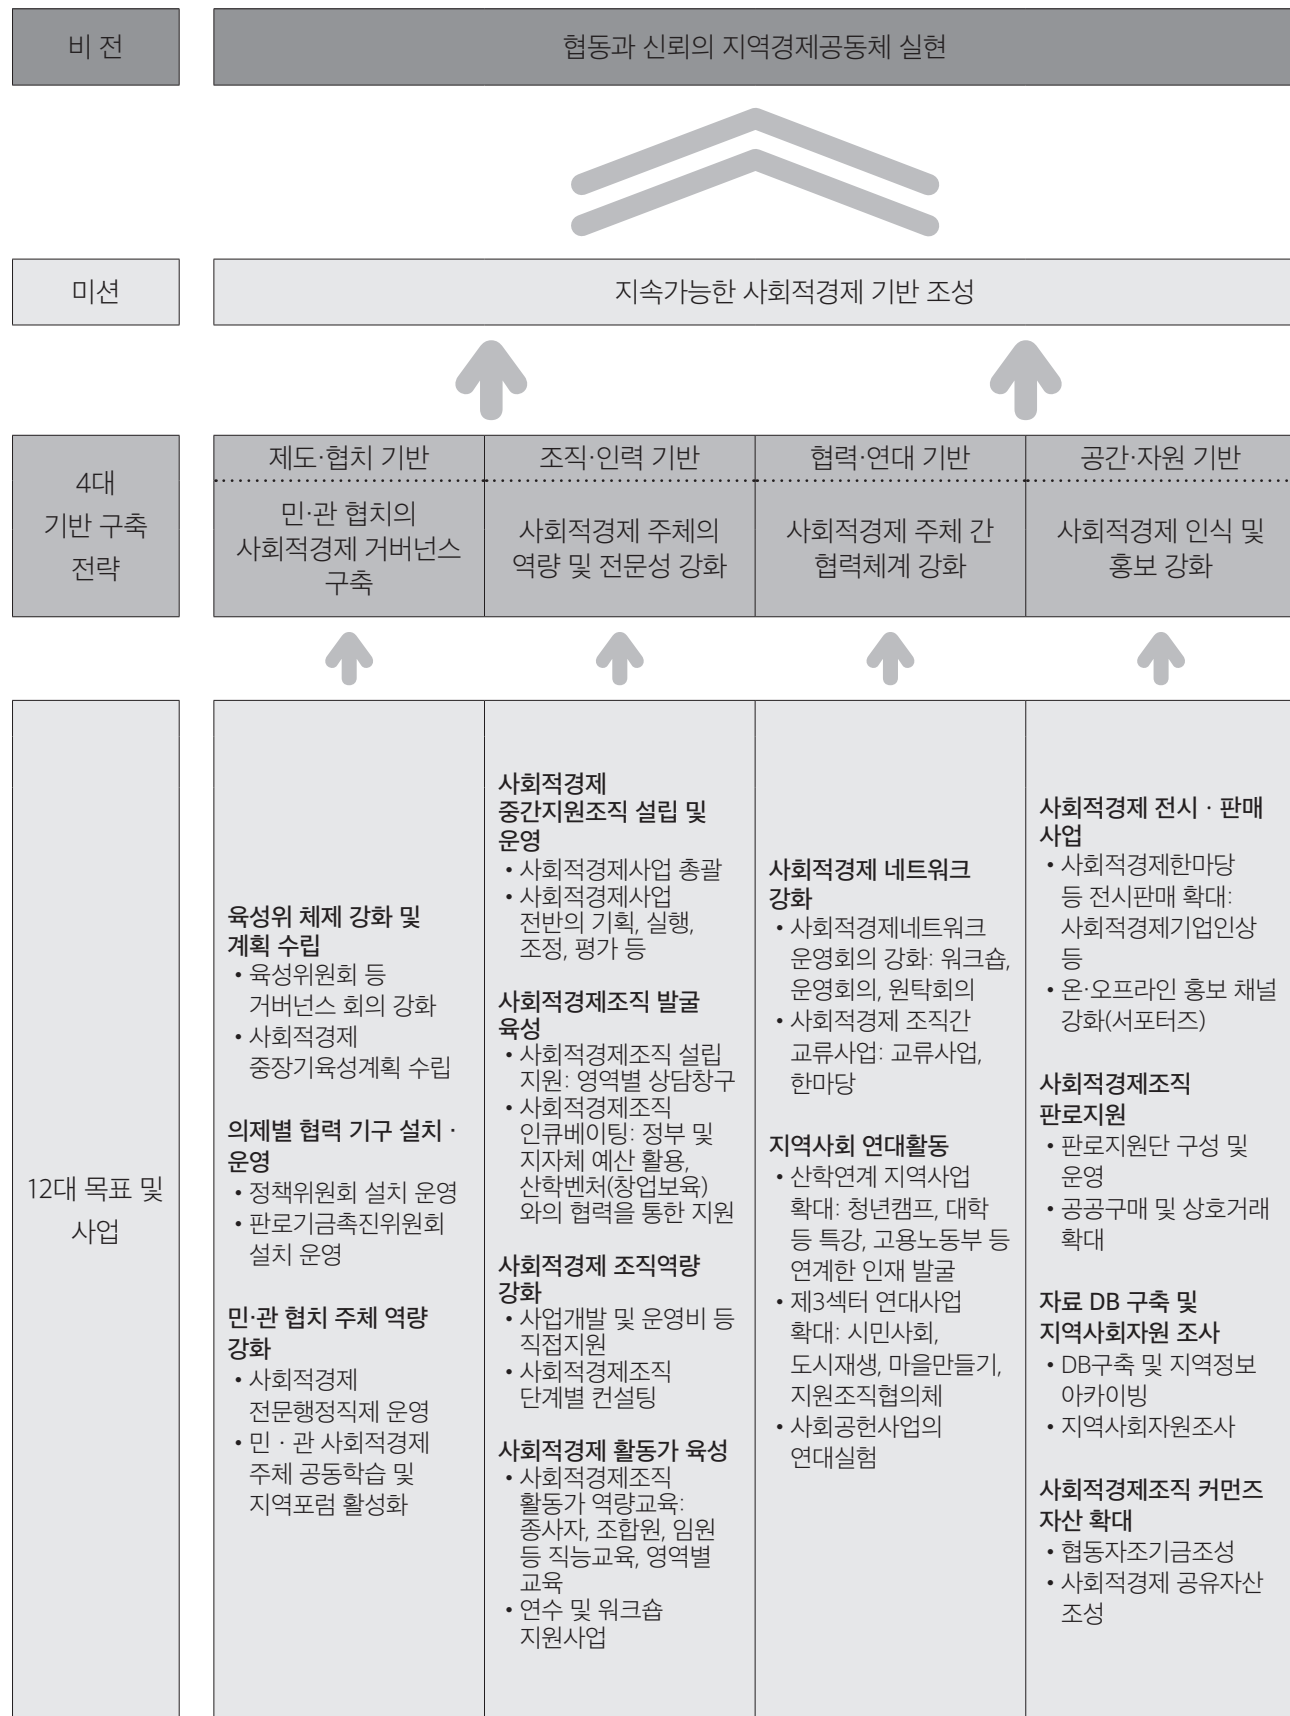 비 전
협동과 신뢰의 지역경제공동체 실현
미션
지속가능한 사회적경제 기반 조성
4대
기반 구축
전략
제도·협치 기반
민·관 협치의
사회적경제 거버넌스
구축
조직·인력 기반
사회적경제 주체의
역량 및 전문성 강화
협력·연대 기반
사회적경제 주체 간
협력체계 강화
공간·자원 기반
사회적경제 인식 및
홍보 강화
12대 목표 및
사업
육성위 체제 강화 및
계획 수립
• 육성위원회 등
거버넌스 회의 강화
• 사회적경제
중장기육성계획 수립
의제별 협력 기구 설치 ·
운영
• 정책위원회 설치 운영
• 판로기금촉진위원회
설치 운영
민·관 협치 주체 역량
강화
• 사회적경제
전문행정직제 운영
• 민 · 관 사회적경제
주체 공동학습 및
지역포럼 활성화
사회적경제
중간지원조직 설립 및
운영
• 사회적경제사업 총괄
• 사회적경제사업
전반의 기획, 실행,
조정, 평가 등
사회적경제조직 발굴
육성
• 사회적경제조직 설립
지원: 영역별 상담창구
• 사회적경제조직
인큐베이팅: 정부 및
지자체 예산 활용,
산학벤처(창업보육)
와의 협력을 통한 지원
사회적경제 조직역량
강화
• 사업개발 및 운영비 등
직접지원
• 사회적경제조직
단계별 컨설팅
사회적경제 활동가 육성
• 사회적경제조직
활동가 역량교육:
종사자, 조합원, 임원
등 직능교육, 영역별
교육
• 연수 및 워크숍
지원사업
사회적경제 네트워크
강화
• 사회적경제네트워크
운영회의 강화: 워크숍,
운영회의, 원탁회의
• 사회적경제 조직간
교류사업: 교류사업,
한마당
지역사회 연대활동
• 산학연계 지역사업
확대: 청년캠프, 대학
등 특강, 고용노동부 등
연계한 인재 발굴
• 제3섹터 연대사업
확대: 시민사회,
도시재생, 마을만들기,
지원조직협의체
• 사회공헌사업의
연대실험
사회적경제 전시 · 판매
사업
• 사회적경제한마당
등 전시판매 확대:
사회적경제기업인상
등
• 온·오프라인 홍보 채널
강화(서포터즈)
사회적경제조직
판로지원
• 판로지원단 구성 및
운영
• 공공구매 및 상호거래
확대
자료 DB 구축 및
지역사회자원 조사
• DB구축 및 지역정보
아카이빙
• 지역사회자원조사
사회적경제조직 커먼즈
자산 확대
• 협동자조기금조성
• 사회적경제 공유자산
조성